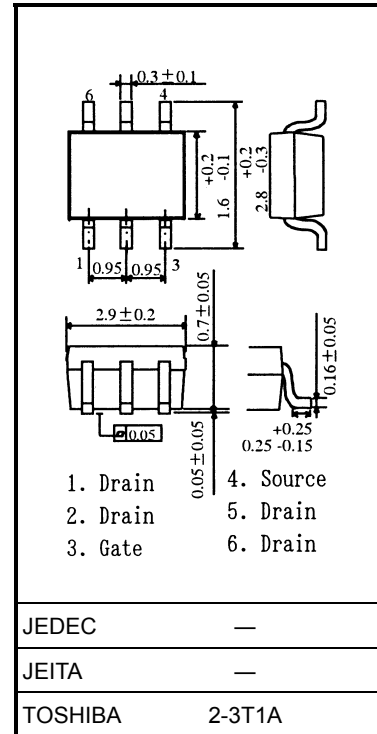 0.3±0.1
6 4
+0.2
1.6 -0.1
+0.2
2.8 -0.3
1 0.95 0.95 3
2.9±0.2
0.7±0.05
0.16±0.05
0.05
0.05±0.05
+0.25
0.25 -0.15
1. Drain
2. Drain
3. Gate
4. Source
5. Drain
6. Drain
JEDEC —
JEITA —
TOSHIBA 2-3T1A